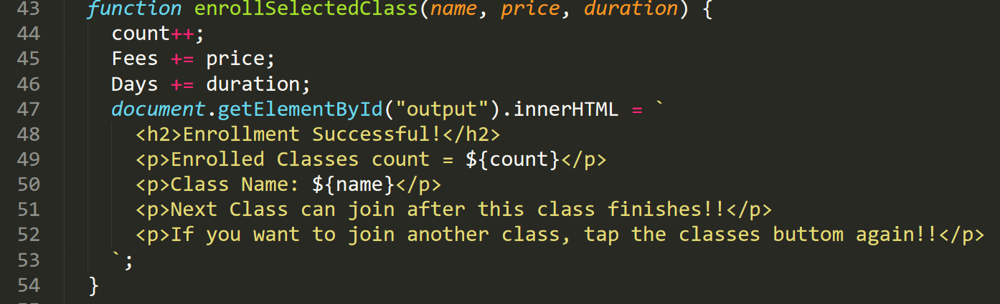 43 function enrollSelectedClass(name, price, duration) {
44 count++;
45 Fees += price;
46 Days += duration;
47 document.getElementById("output").innerHTML = `
48 <h2>Enrollment Successful!</h2>
49 <p>Enrolled Classes count = ${count}</p>
50 <p>Class Name: ${name}</p>
51 <p>Next Class can join after this class finishes!!</p>
52 <p>If you want to join another class, tap the classes buttom again!!</p>
53 `;
54 }